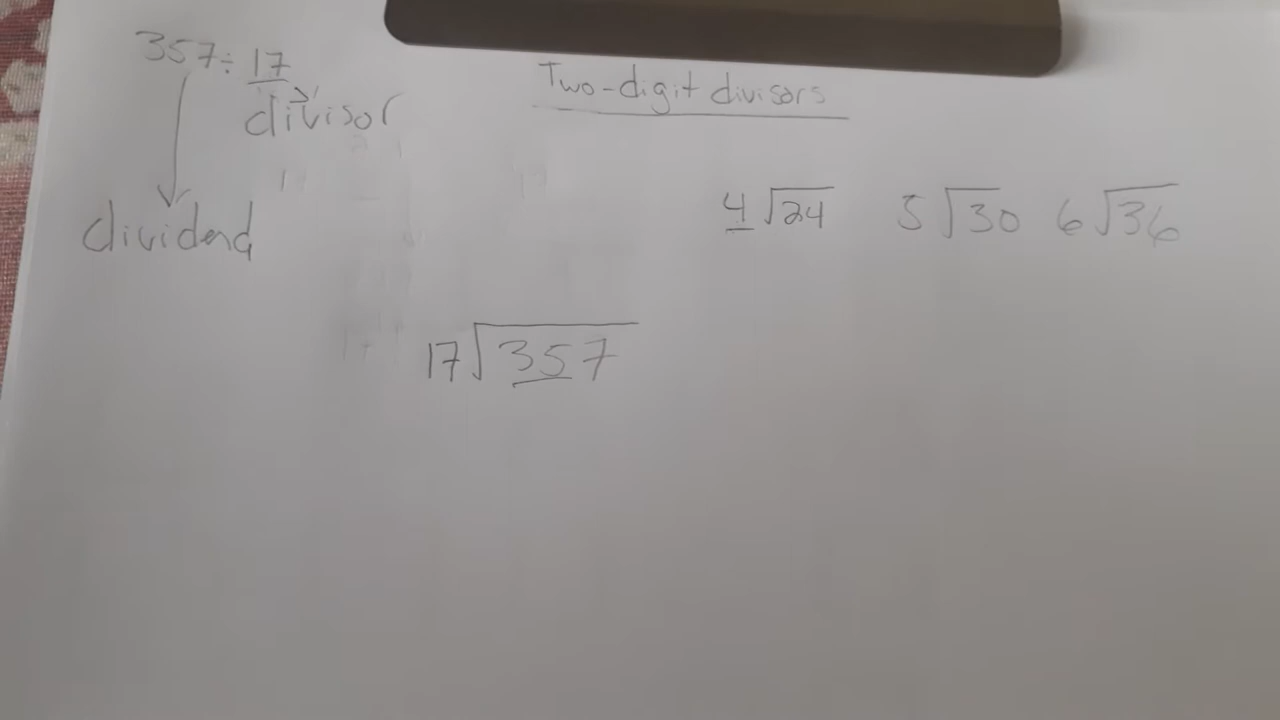 357 ÷ 17
Two-digit divisors
divisor
dividend
4√24 5√30 6√36
17√357